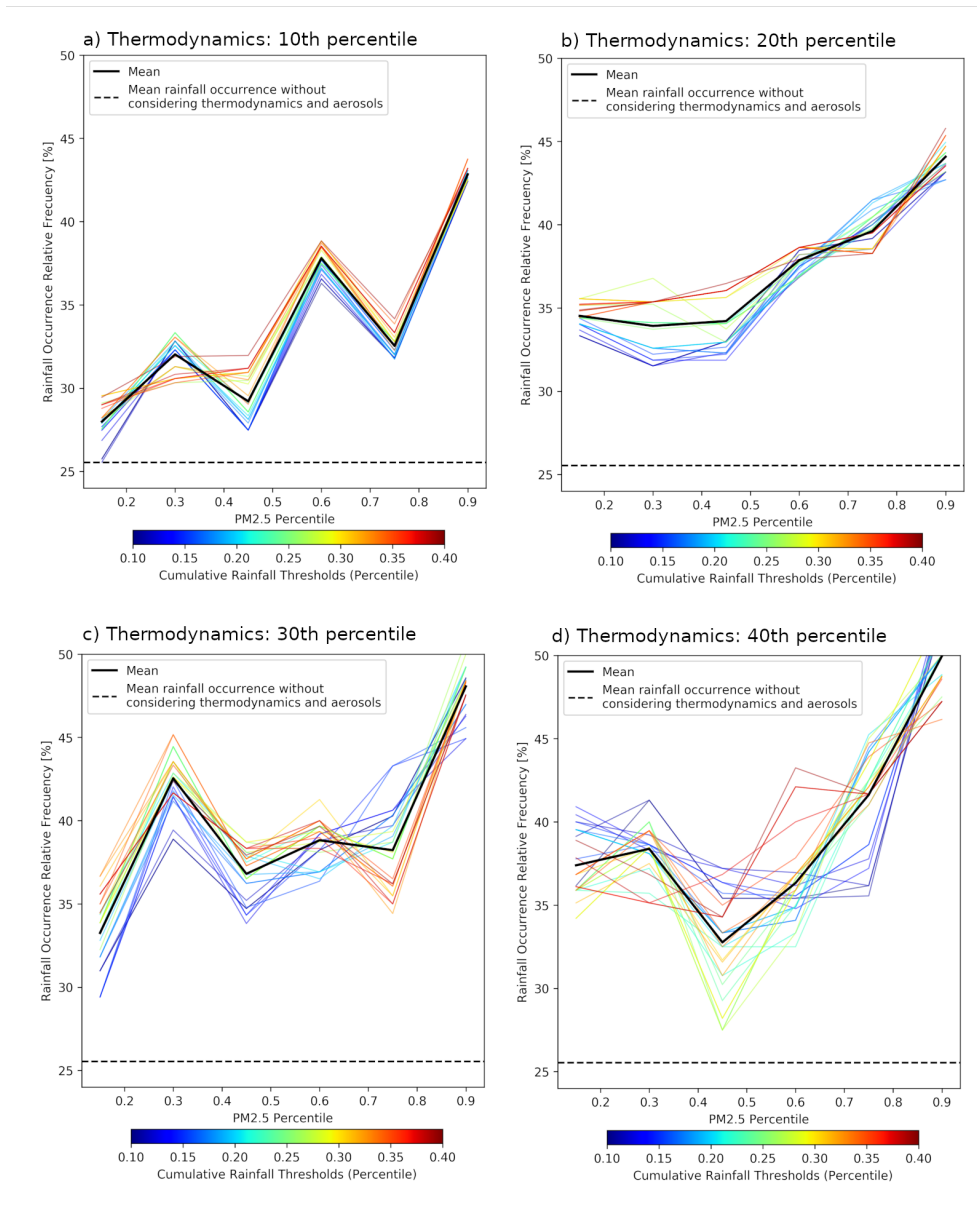 a) Thermodynamics: 10th percentile
50
45
40
35
30
25
Rainfall Occurrence Relative Frecuency [%]
Mean
Mean rainfall occurrence without
considering thermodynamics and aerosols
0.2 0.3 0.4 0.5 0.6 0.7 0.8 0.9
PM2.5 Percentile
0.10 0.15 0.20 0.25 0.30 0.35 0.40
Cumulative Rainfall Thresholds (Percentile)
b) Thermodynamics: 20th percentile
50
45
40
35
30
25
Rainfall Occurrence Relative Frecuency [%]
Mean
Mean rainfall occurrence without
considering thermodynamics and aerosols
0.2 0.3 0.4 0.5 0.6 0.7 0.8 0.9
PM2.5 Percentile
0.10 0.15 0.20 0.25 0.30 0.35 0.40
Cumulative Rainfall Thresholds (Percentile)
c) Thermodynamics: 30th percentile
50
45
40
35
30
25
Rainfall Occurrence Relative Frecuency [%]
Mean
Mean rainfall occurrence without
considering thermodynamics and aerosols
0.2 0.3 0.4 0.5 0.6 0.7 0.8 0.9
PM2.5 Percentile
0.10 0.15 0.20 0.25 0.30 0.35 0.40
Cumulative Rainfall Thresholds (Percentile)
d) Thermodynamics: 40th percentile
50
45
40
35
30
25
Rainfall Occurrence Relative Frecuency [%]
Mean
Mean rainfall occurrence without
considering thermodynamics and aerosols
0.2 0.3 0.4 0.5 0.6 0.7 0.8 0.9
PM2.5 Percentile
0.10 0.15 0.20 0.25 0.30 0.35 0.40
Cumulative Rainfall Thresholds (Percentile)